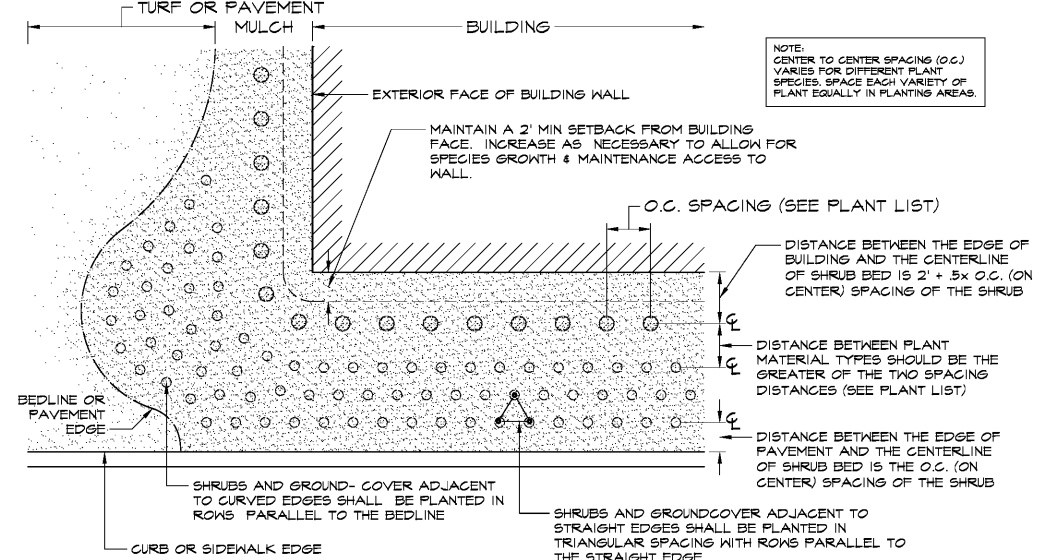 TURF OR PAVEMENT
MULCH
BUILDING
NOTE:
CENTER TO CENTER SPACING (O.C.)
VARIES FOR DIFFERENT PLANT
SPECIES. SPACE EACH VARIETY OF
PLANT EQUALLY IN PLANTING AREAS.
EXTERIOR FACE OF BUILDING WALL
MAINTAIN A 2' MIN SETBACK FROM BUILDING
FACE. INCREASE AS NECESSARY TO ALLOW FOR
SPECIES GROWTH & MAINTENANCE ACCESS TO
WALL.
O.C. SPACING (SEE PLANT LIST)
DISTANCE BETWEEN THE EDGE OF
BUILDING AND THE CENTERLINE
OF SHRUB BED IS 2' + .5x O.C. (ON
CENTER) SPACING OF THE SHRUB
CL
DISTANCE BETWEEN PLANT
MATERIAL TYPES SHOULD BE THE
GREATER OF THE TWO SPACING
DISTANCES (SEE PLANT LIST)
CL
BEDLINE OR
PAVEMENT
EDGE
CL
DISTANCE BETWEEN THE EDGE OF
PAVEMENT AND THE CENTERLINE
OF SHRUB BED IS THE O.C. (ON
CENTER) SPACING OF THE SHRUB
SHRUBS AND GROUND- COVER ADJACENT
TO CURVED EDGES SHALL BE PLANTED IN
ROWS PARALLEL TO THE BEDLINE
SHRUBS AND GROUNDCOVER ADJACENT TO
STRAIGHT EDGES SHALL BE PLANTED IN
TRIANGULAR SPACING WITH ROWS PARALLEL TO
THE STRAIGHT EDGE
CURB OR SIDEWALK EDGE